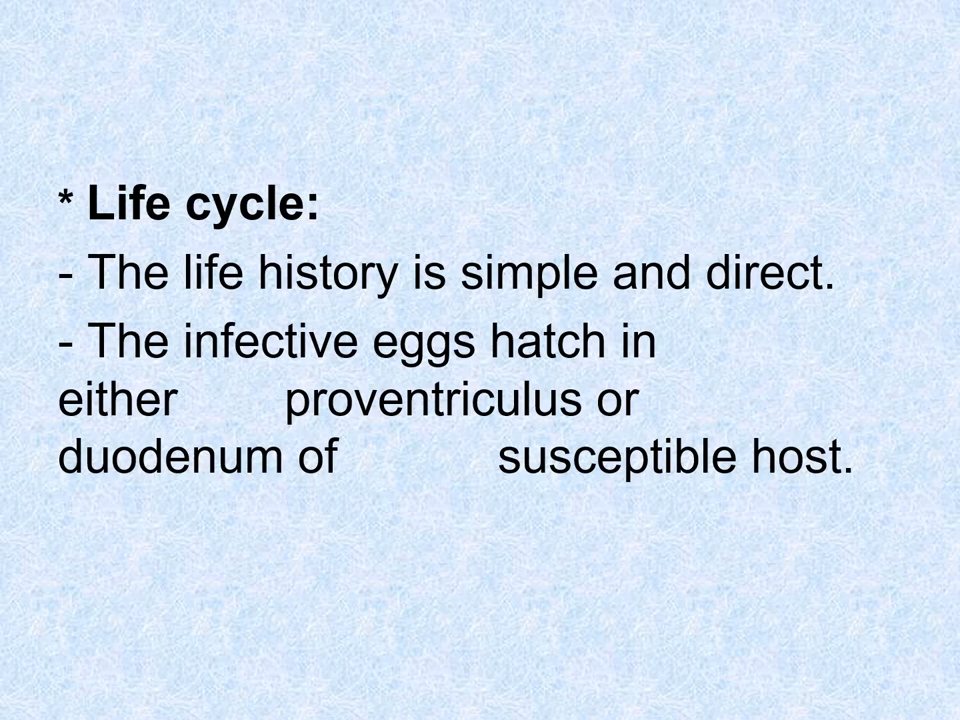 * Life cycle:
- The life history is simple and direct.
- The infective eggs hatch in
either proventriculus or
duodenum of susceptible host.